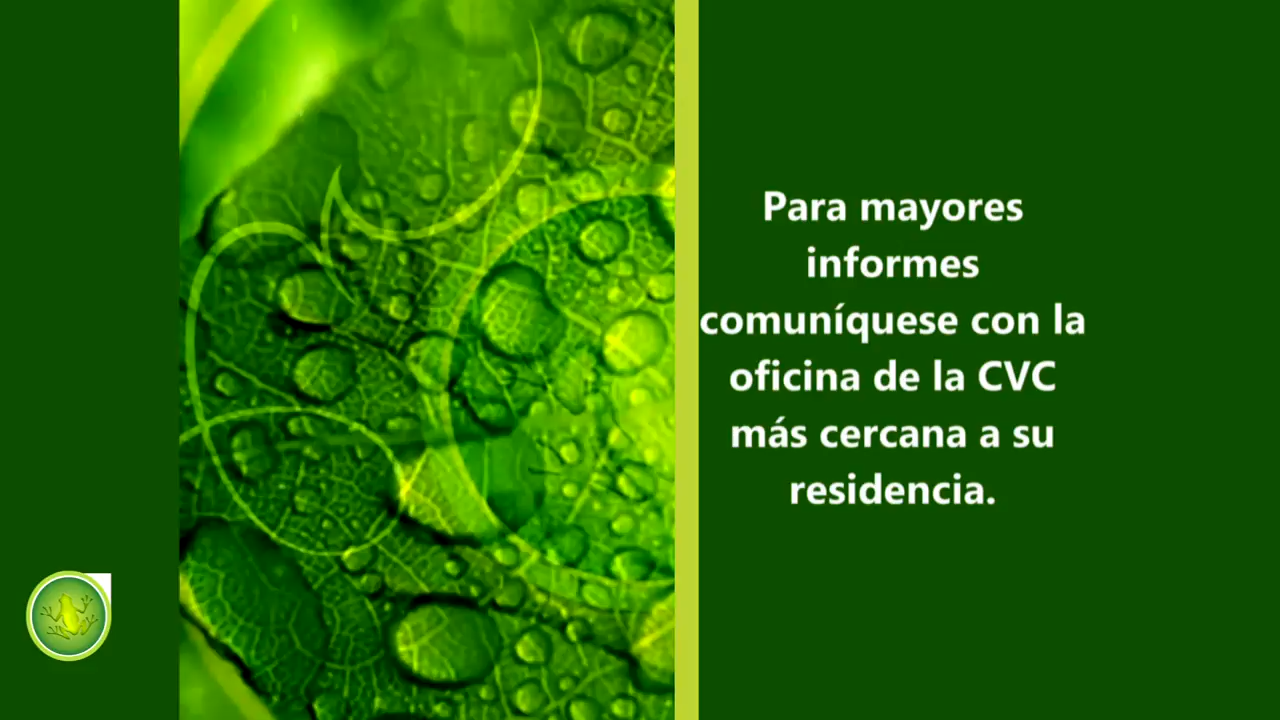 Para mayores
informes
comuníquese con la
oficina de la CVC
más cercana a su
residencia.